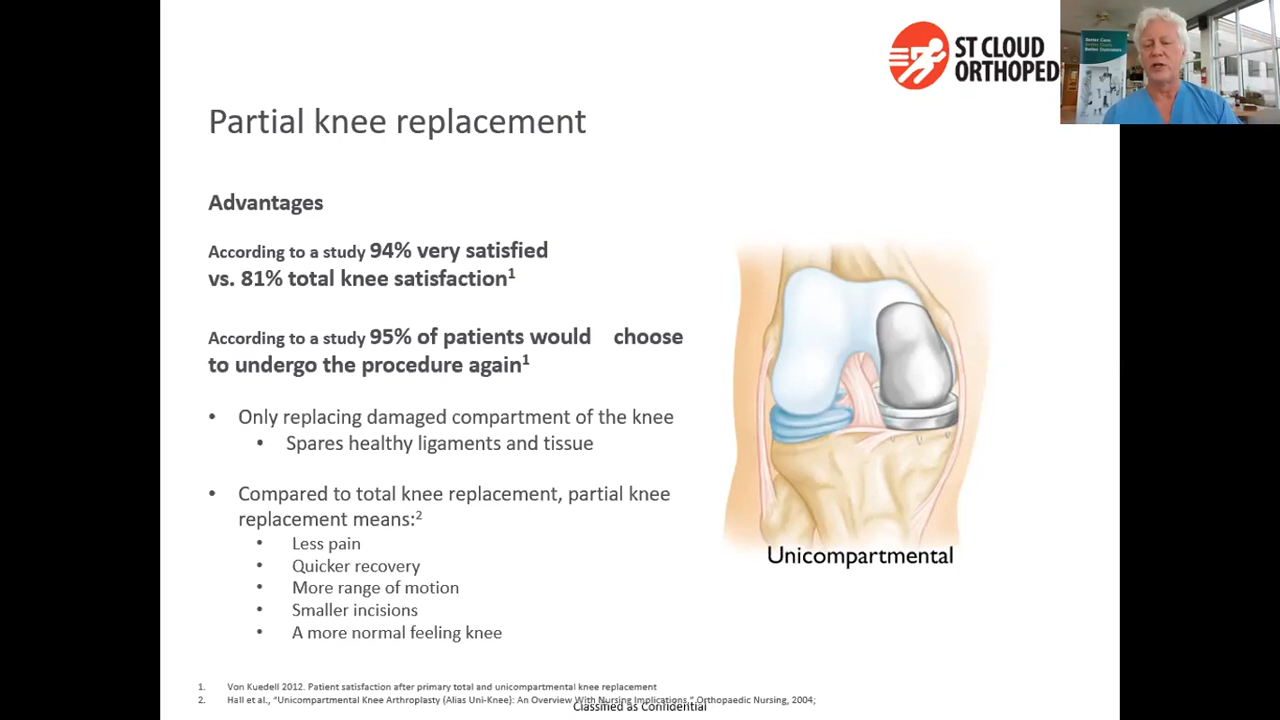 ST CLOUD
ORTHOPED
Better Care.
Better Outcomes.
Partial knee replacement
Advantages
According to a study 94% very satisfied
vs. 81% total knee satisfaction1
According to a study 95% of patients would choose
to undergo the procedure again1
• Only replacing damaged compartment of the knee
• Spares healthy ligaments and tissue
• Compared to total knee replacement, partial knee
replacement means:2
• Less pain
• Quicker recovery
• More range of motion
• Smaller incisions
• A more normal feeling knee
Unicompartmental
1. Von Kuedell 2012. Patient satisfaction after primary total and unicompartmental knee replacement
2. Hall et al., “Unicompartmental Knee Arthroplasty (Alias Uni-Knee): An Overview With Nursing Implications,” Orthopaedic Nursing, 2004;
Classified as Confidential